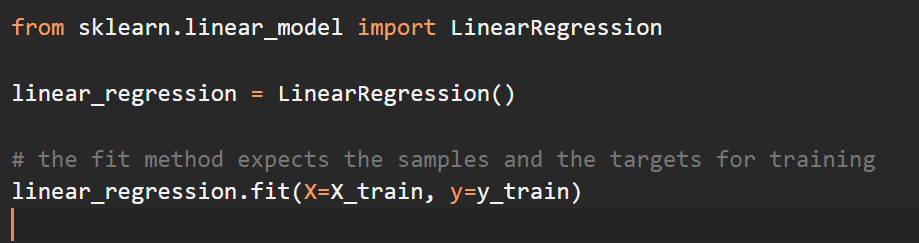 from sklearn.linear_model import LinearRegression
linear_regression = LinearRegression()
# the fit method expects the samples and the targets for training
linear_regression.fit(X=X_train, y=y_train)